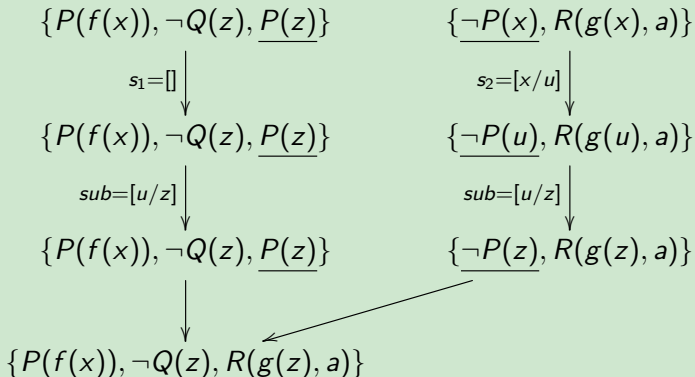 {P(f(x)), ¬Q(z), P(z)} {¬P(x), R(g(x), a)}
s₁=[] s₂=[x/u]
{P(f(x)), ¬Q(z), P(z)} {¬P(u), R(g(u), a)}
sub=[u/z] sub=[u/z]
{P(f(x)), ¬Q(z), P(z)} {¬P(z), R(g(z), a)}
{P(f(x)), ¬Q(z), R(g(z), a)}